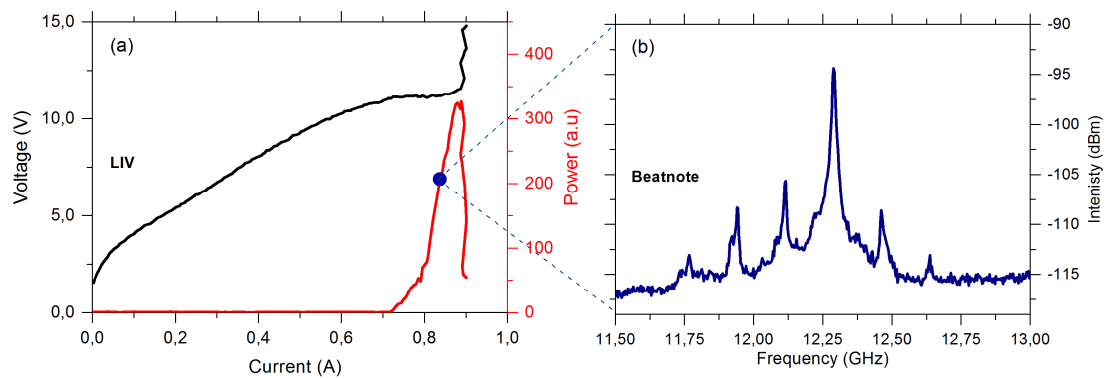 (a)
LIV
15,0
10,0
5,0
0,0
Voltage (V)
0,0 0,2 0,4 0,6 0,8 1,0
Current (A)
400
300
200
100
0
Power (a.u)
(b)
Beatnote
-90
-95
-100
-105
-110
-115
Intenisty (dBm)
11,50 11,75 12,00 12,25 12,50 12,75 13,00
Frequency (GHz)